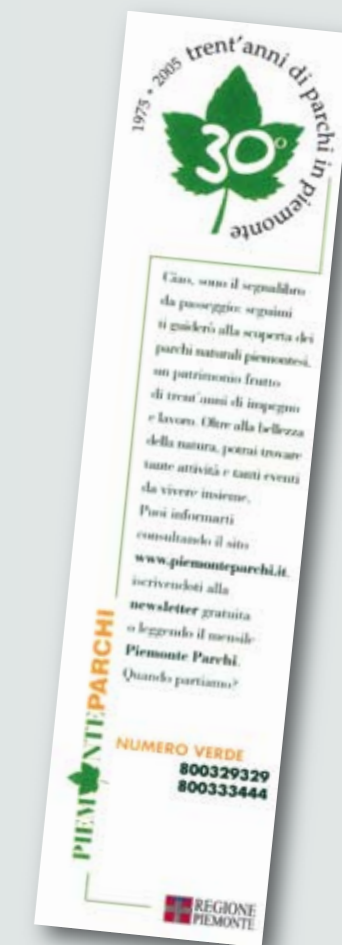 1975 • 2005 trent'anni di parchi in piemonte
30°
Ciao, sono il segnalibro
da passeggio: seguimi
ti guiderò alla scoperta dei
parchi naturali piemontesi,
un patrimonio frutto
di trent'anni di impegno
e lavoro. Oltre alla bellezza
della natura, potrai trovare
tante attività e tanti eventi
da vivere insieme.
Puoi informarti
consultando il sito
www.piemonteparchi.it,
iscrivendoti alla
newsletter gratuita
o leggendo il mensile
Piemonte Parchi.
Quando partiamo?
PIEMONTEPARCHI
NUMERO VERDE
800329329
800333444
REGIONE
PIEMONTE